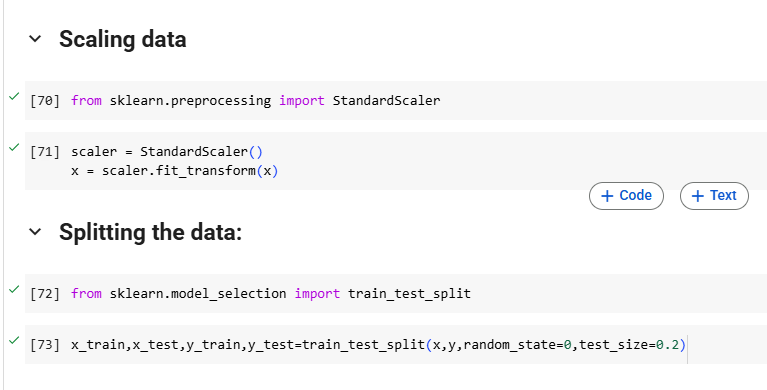 Scaling data
[70] from sklearn.preprocessing import StandardScaler
[71] scaler = StandardScaler()
x = scaler.fit_transform(x)
+ Code + Text
Splitting the data:
[72] from sklearn.model_selection import train_test_split
[73] x_train,x_test,y_train,y_test=train_test_split(x,y,random_state=0,test_size=0.2)